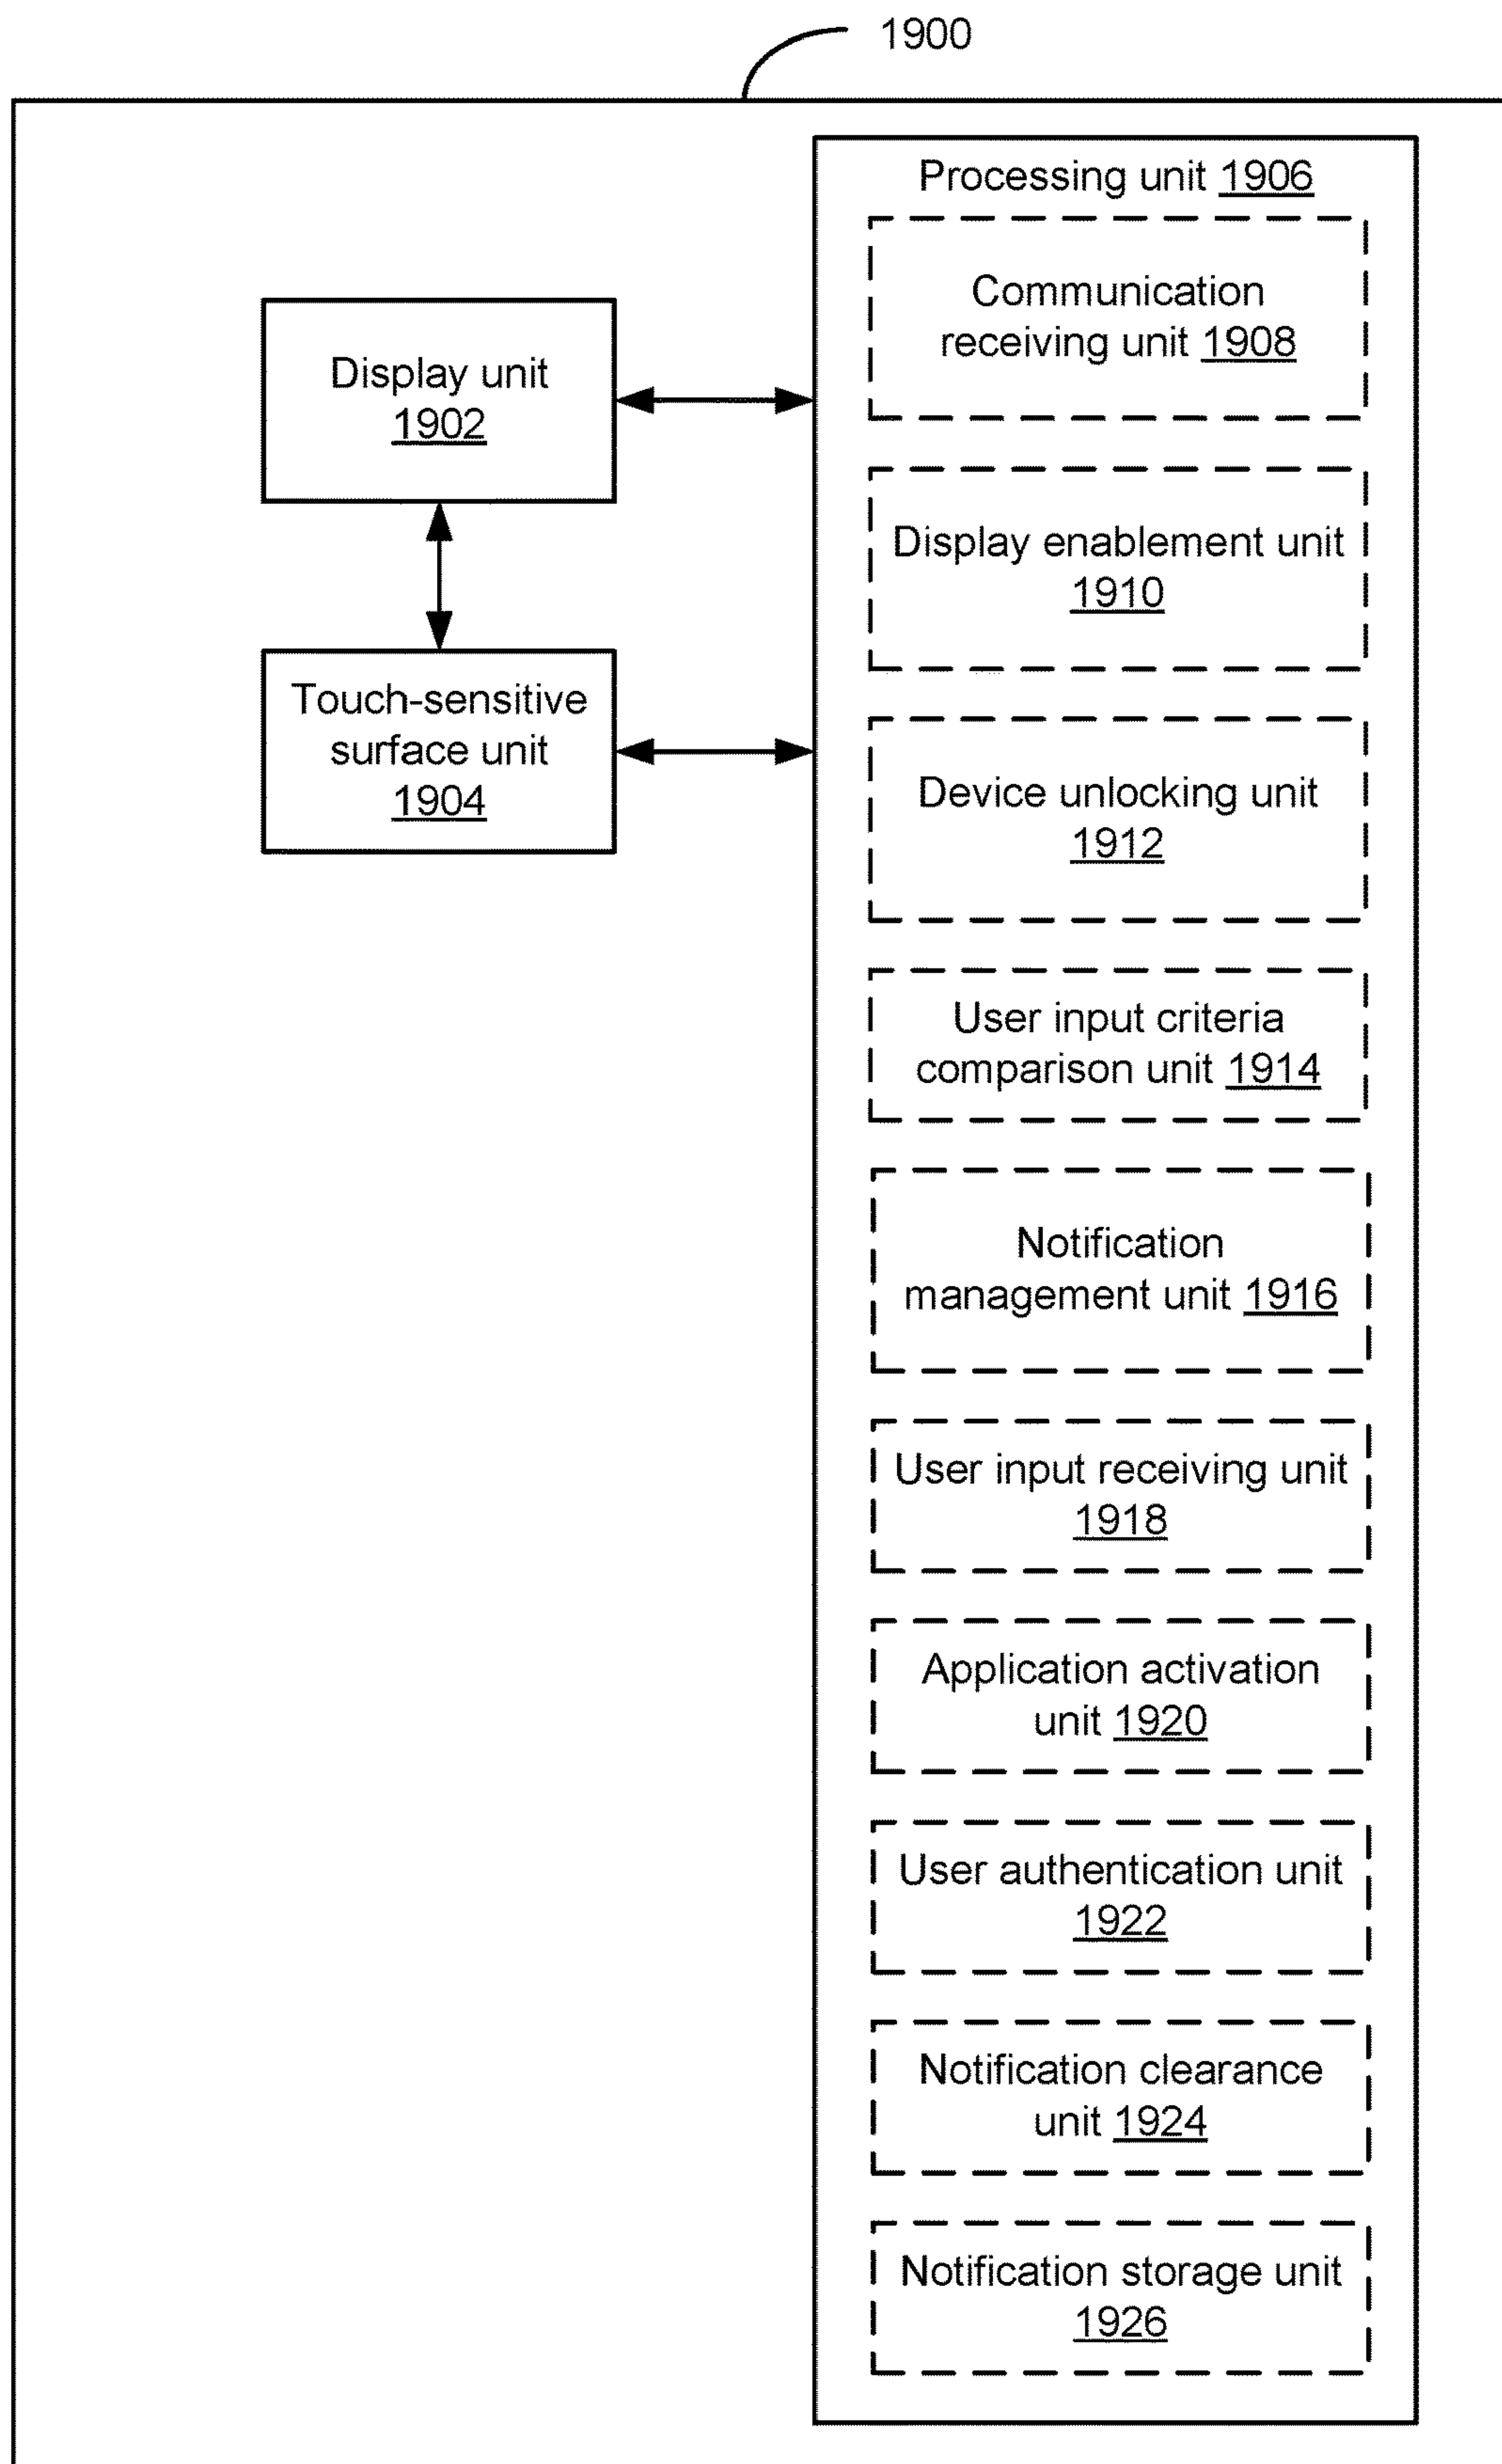 1900
Processing unit 1906
Communication
receiving unit 1908
Display unit
1902
Display enablement unit
1910
Touch-sensitive
surface unit
1904
Device unlocking unit
1912
User input criteria
comparison unit 1914
Notification
management unit 1916
User input receiving unit
1918
Application activation
unit 1920
User authentication unit
1922
Notification clearance
unit 1924
Notification storage unit
1926